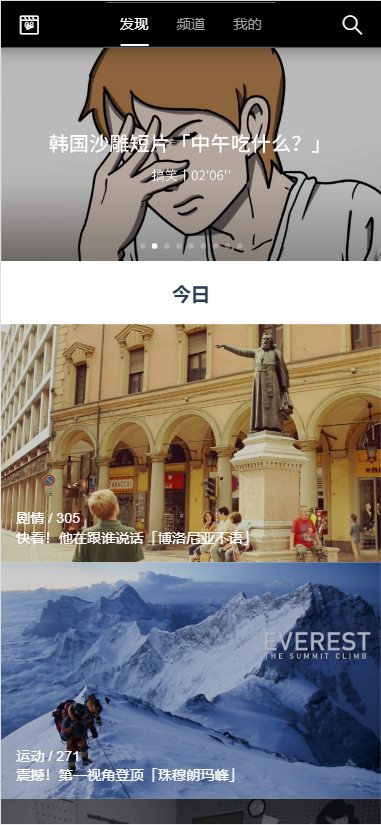 发现 频道 我的
韩国沙雕短片「中午吃什么？」
搞笑 | 02'06''
今日
剧情 / 305
快看！他在跟谁说话「博洛尼亚不语」
EVEREST
THE SUMMIT CLIMB
运动 / 271
震撼！第一视角登顶「珠穆朗玛峰」